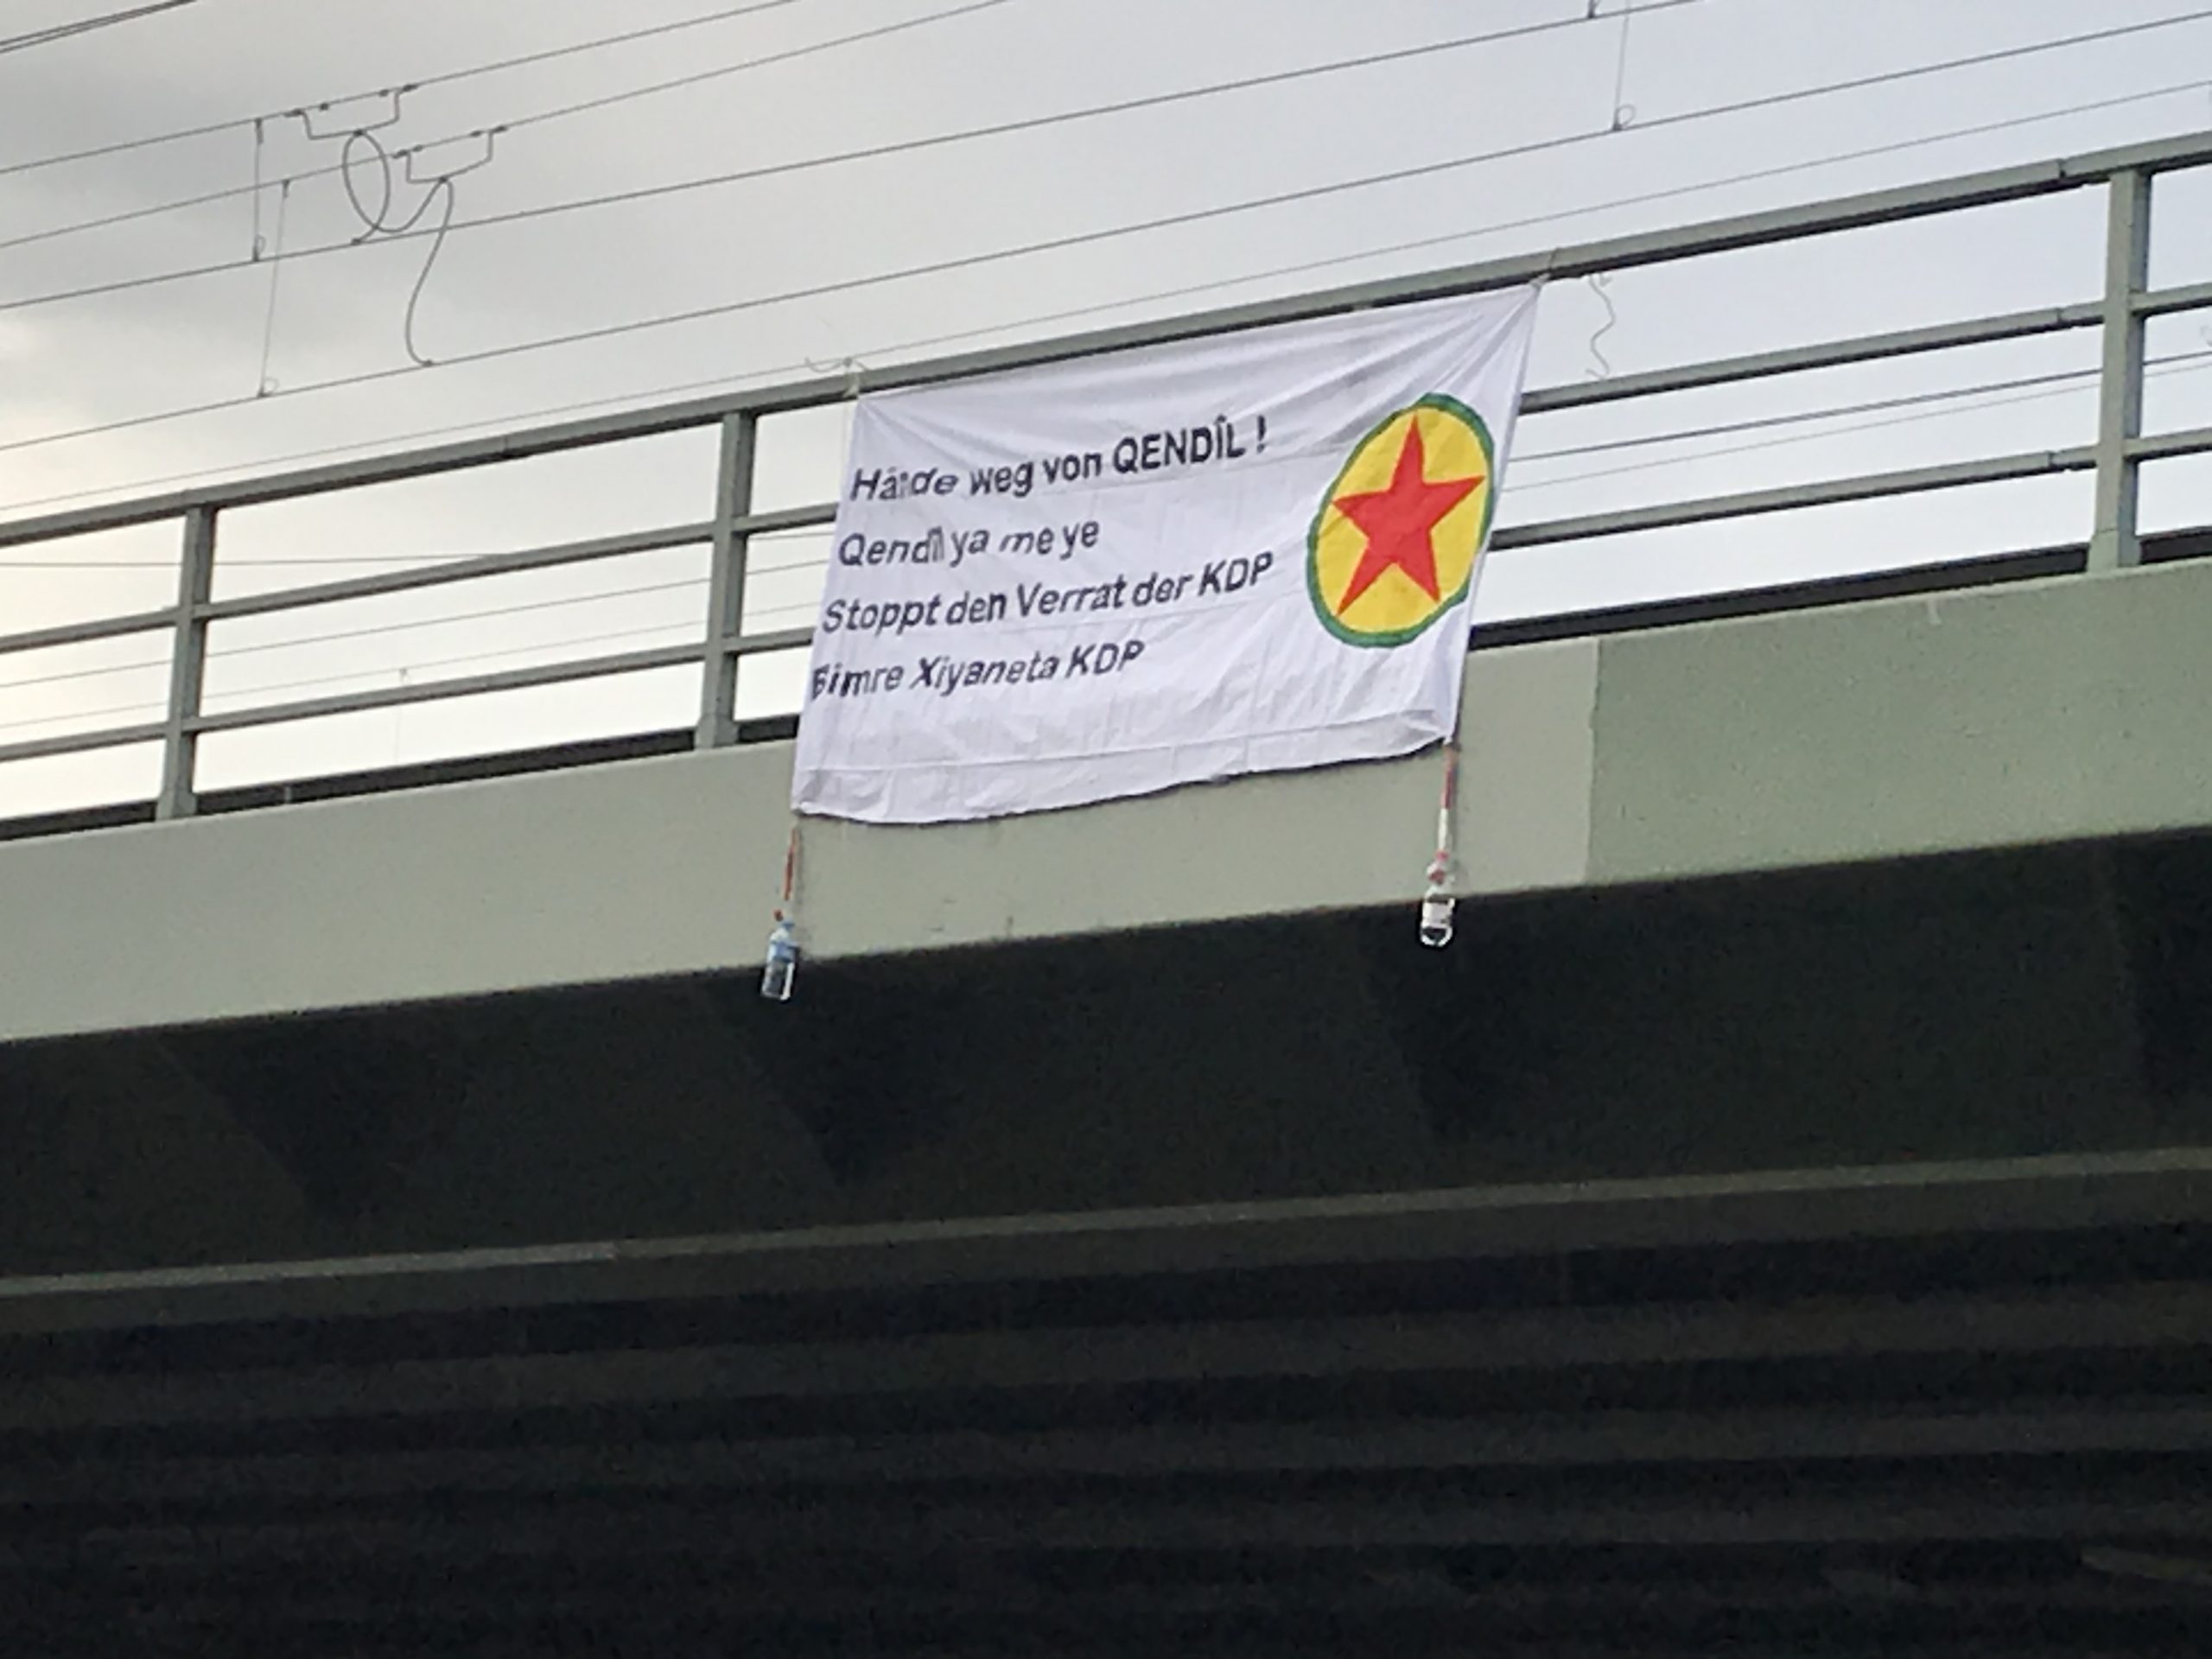 Hände weg von QENDÎL !
Qendîl ya me ye
Stoppt den Verrat der KDP
Bimre Xiyaneta KDP